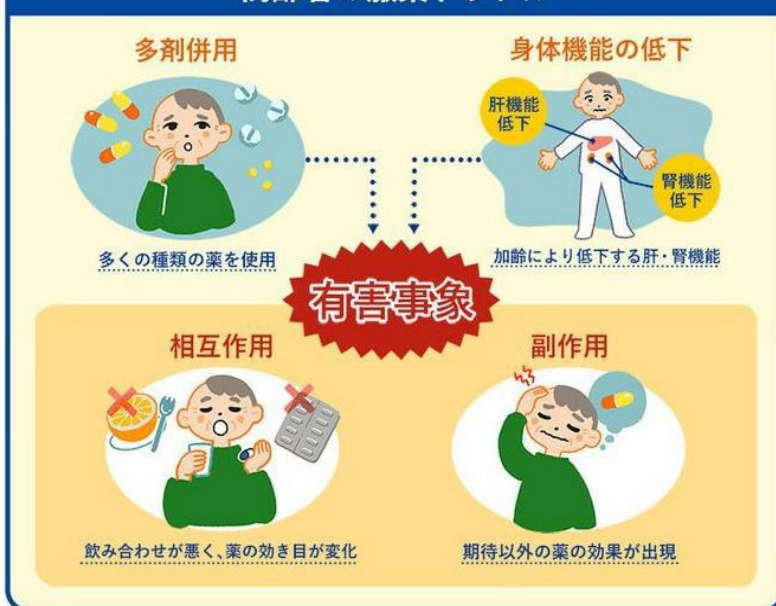 多剤併用
身体機能の低下
肝機能
低下
腎機能
低下
多くの種類の薬を使用
加齢により低下する肝・腎機能
有害事象
相互作用
副作用
飲み合わせが悪く、薬の効き目が変化
期待以外の薬の効果が出現